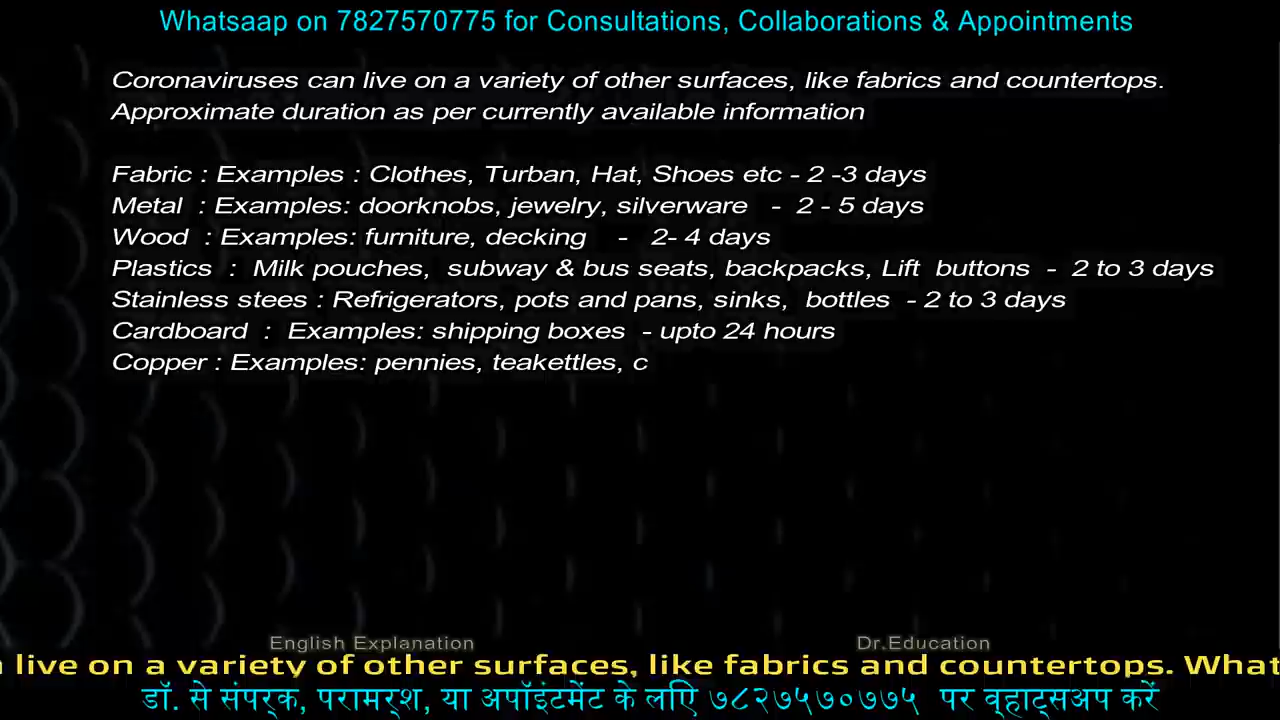 Whatsaap on 7827570775 for Consultations, Collaborations & Appointments
Coronaviruses can live on a variety of other surfaces, like fabrics and countertops.
Approximate duration as per currently available information
Fabric : Examples : Clothes, Turban, Hat, Shoes etc - 2 -3 days
Metal : Examples: doorknobs, jewelry, silverware - 2 - 5 days
Wood : Examples: furniture, decking - 2- 4 days
Plastics : Milk pouches, subway & bus seats, backpacks, Lift buttons - 2 to 3 days
Stainless stees : Refrigerators, pots and pans, sinks, bottles - 2 to 3 days
Cardboard : Examples: shipping boxes - upto 24 hours
Copper : Examples: pennies, teakettles, c
English Explanation Dr.Education
live on a variety of other surfaces, like fabrics and countertops. What
डॉ. से संपर्क, परामर्श, या अपॉइंटमेंट के लिए ७८२७५७०७७५ पर व्हाट्सअप करें